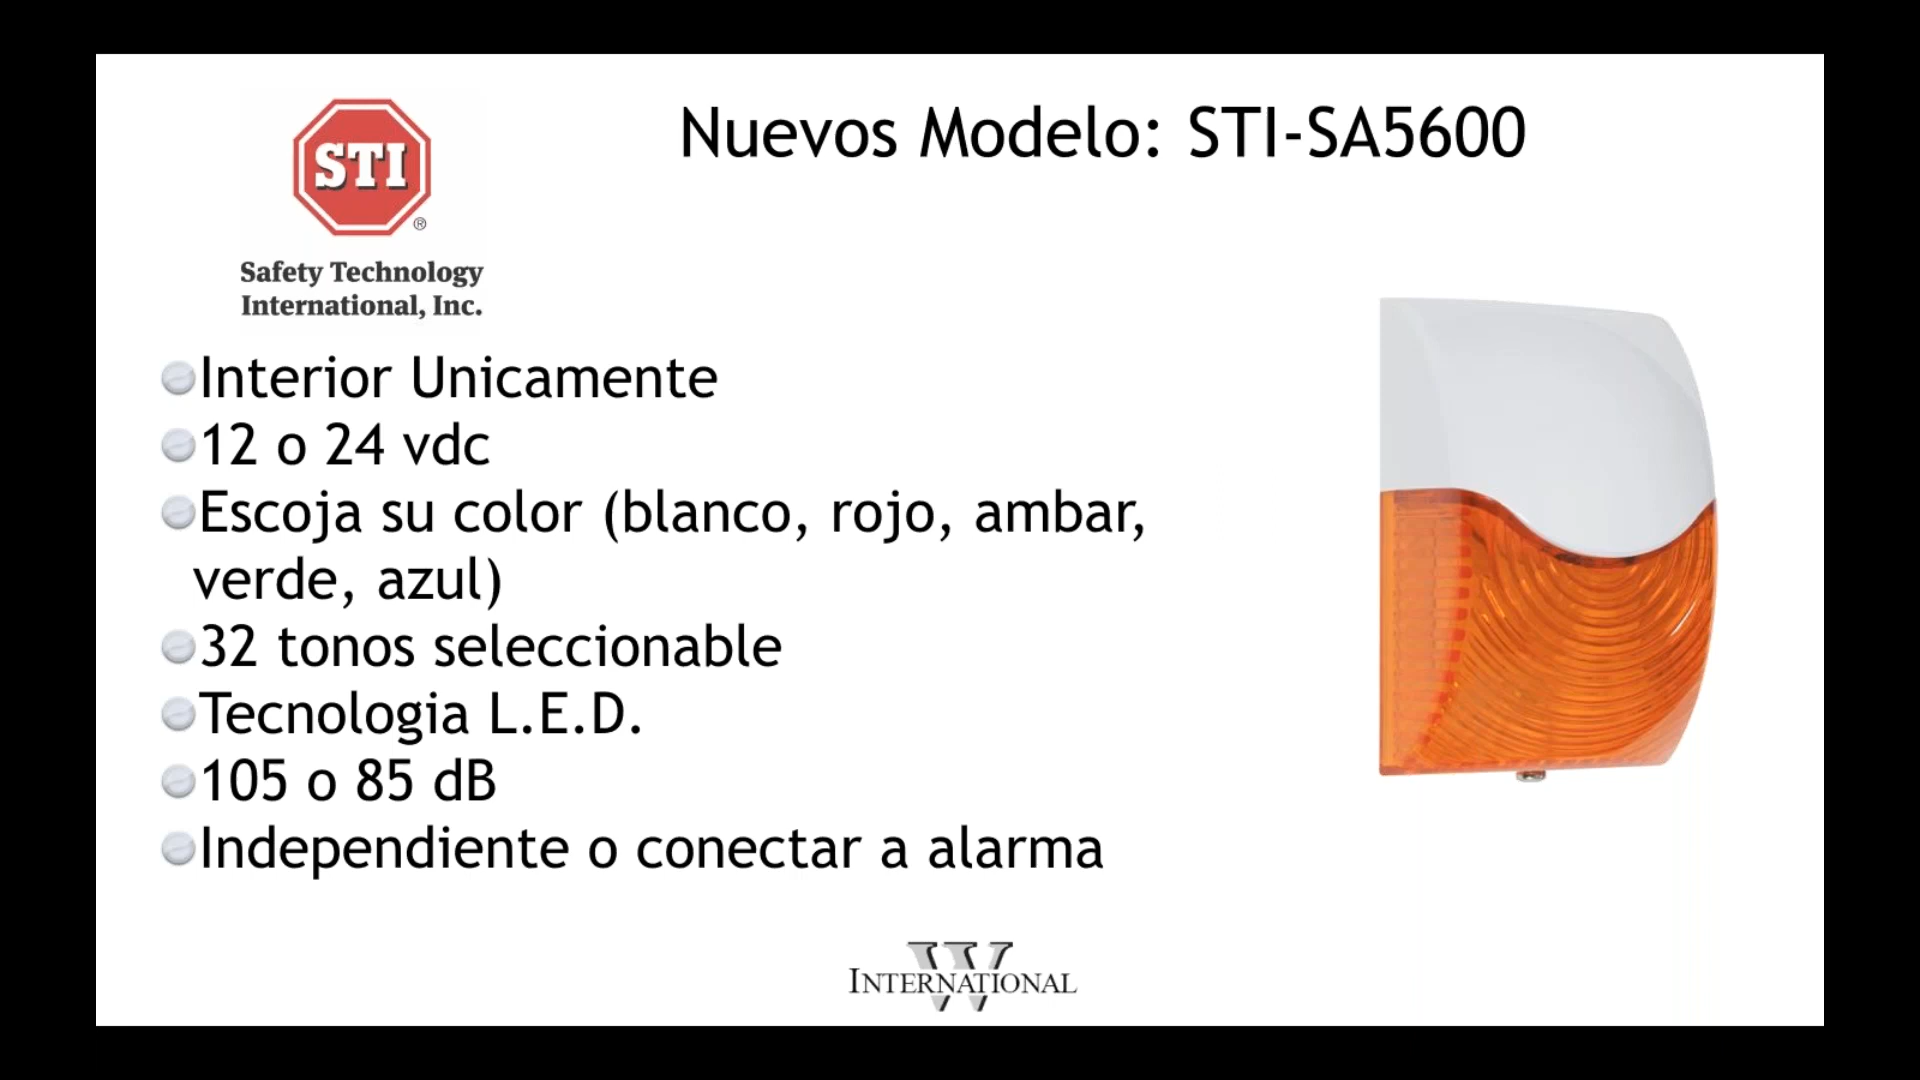 STI
®
Safety Technology
International, Inc.
Nuevos Modelo: STI-SA5600
Interior Unicamente
12 o 24 vdc
Escoja su color (blanco, rojo, ambar,
verde, azul)
32 tonos seleccionable
Tecnologia L.E.D.
105 o 85 dB
Independiente o conectar a alarma
W
INTERNATIONAL